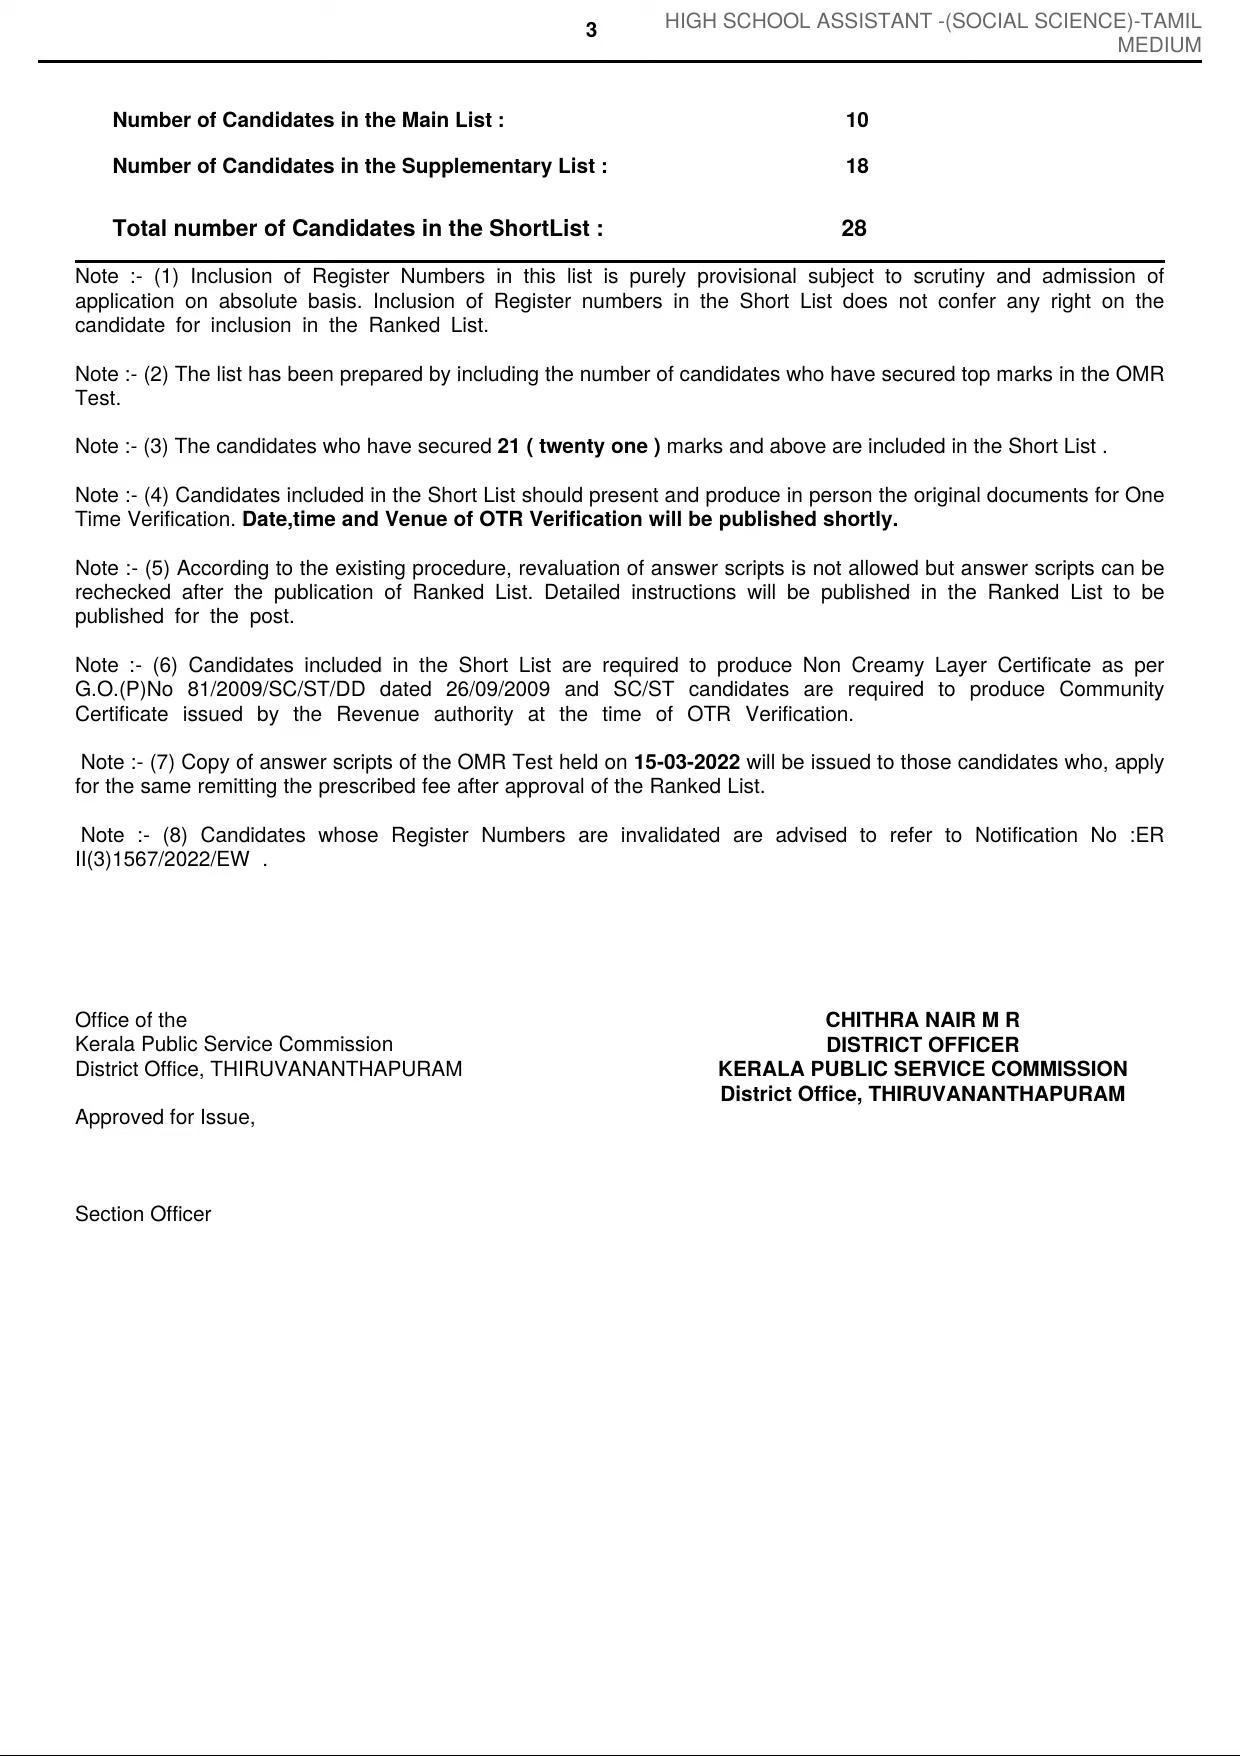 3
HIGH SCHOOL ASSISTANT -(SOCIAL SCIENCE)-TAMIL
MEDIUM
Number of Candidates in the Main List : 10
Number of Candidates in the Supplementary List : 18
Total number of Candidates in the ShortList : 28
Note :- (1) Inclusion of Register Numbers in this list is purely provisional subject to scrutiny and admission of
application on absolute basis. Inclusion of Register numbers in the Short List does not confer any right on the
candidate for inclusion in the Ranked List.
Note :- (2) The list has been prepared by including the number of candidates who have secured top marks in the OMR
Test.
Note :- (3) The candidates who have secured 21 ( twenty one ) marks and above are included in the Short List .
Note :- (4) Candidates included in the Short List should present and produce in person the original documents for One
Time Verification. Date,time and Venue of OTR Verification will be published shortly.
Note :- (5) According to the existing procedure, revaluation of answer scripts is not allowed but answer scripts can be
rechecked after the publication of Ranked List. Detailed instructions will be published in the Ranked List to be
published for the post.
Note :- (6) Candidates included in the Short List are required to produce Non Creamy Layer Certificate as per
G.O.(P)No 81/2009/SC/ST/DD dated 26/09/2009 and SC/ST candidates are required to produce Community
Certificate issued by the Revenue authority at the time of OTR Verification.
Note :- (7) Copy of answer scripts of the OMR Test held on 15-03-2022 will be issued to those candidates who, apply
for the same remitting the prescribed fee after approval of the Ranked List.
Note :- (8) Candidates whose Register Numbers are invalidated are advised to refer to Notification No :ER
II(3)1567/2022/EW .
Office of the
Kerala Public Service Commission
District Office, THIRUVANANTHAPURAM
Approved for Issue,
Section Officer
CHITHRA NAIR M R
DISTRICT OFFICER
KERALA PUBLIC SERVICE COMMISSION
District Office, THIRUVANANTHAPURAM